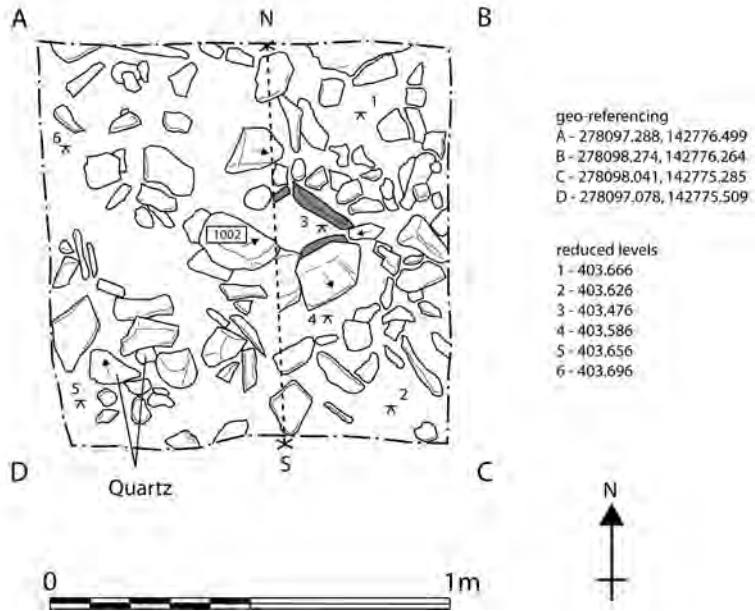 A
N
B
1
6
3
1002
4
5
2
S
D
Quartz
C
geo-referencing
A - 278097.288, 142776.499
B - 278098.274, 142776.264
C - 278098.041, 142775.285
D - 278097.078, 142775.509
reduced levels
1 - 403.666
2 - 403.626
3 - 403.476
4 - 403.586
5 - 403.656
6 - 403.696
N
0
1m